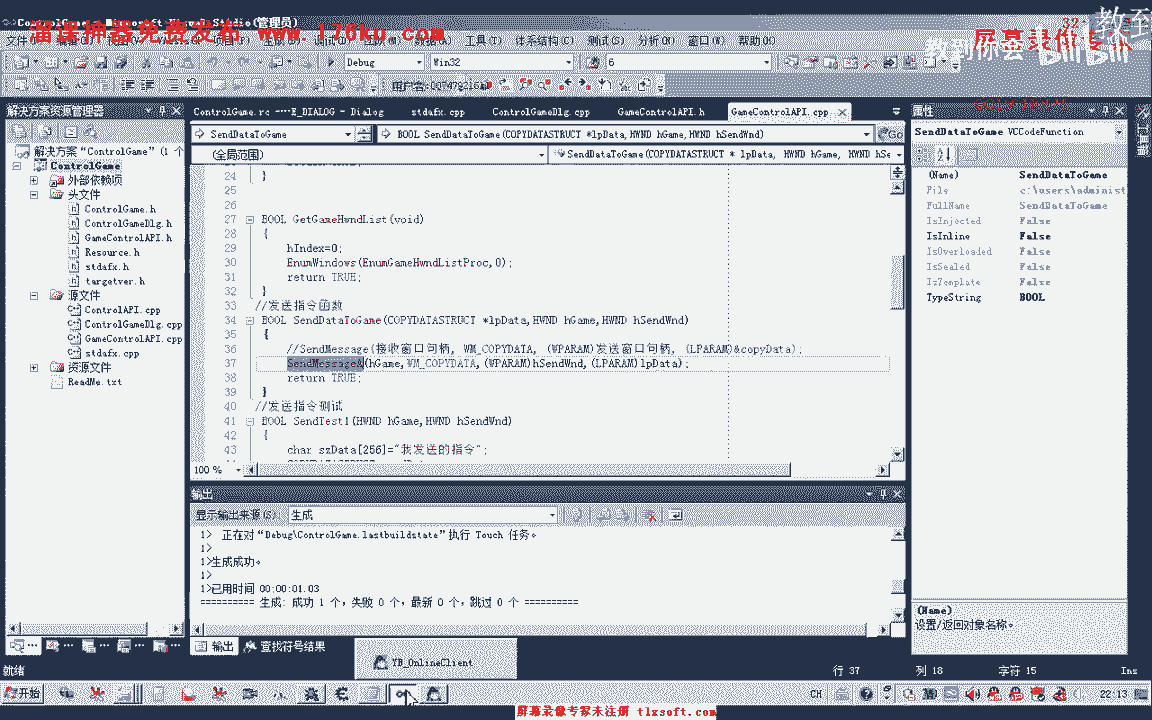 ControlGame - Microsoft Visual Studio(管理员)
溜课神器免费发布 www.170ku.com
屏幕录像专家
教到你会
bilibili
工具(T) 体系结构(C) 测试(S) 分析(N) 窗口(W) 帮助(H)
Debug Win32 6
解决方案资源管理器
ControlGame.rc
E_DIALOG - Dialog stdafx.cpp ControlGameDlg.cpp GameControlAPI.h GameControlAPI.cpp
属性
SendDataToGame BOOL SendDataToGame(COPYDATASTRUCT *lpData,HWND hGame,HWND hSendWnd) Go
SendDataToGame VCCodeFunction
(全局范围) SendDataToGame(COPYDATASTRUCT * lpData, HWND hGame, HWND hSe
解决方案“ControlGame”(1 个
ControlGame
外部依赖项
头文件
ControlGame.h
ControlGameDlg.h
GameControlAPI.h
Resource.h
stdafx.h
targetver.h
源文件
ControlAPI.cpp
ControlGameDlg.cpp
GameControlAPI.cpp
stdafx.cpp
资源文件
ReadMe.txt
24 }
25
26
27 BOOL GetGameHwndList(void)
28 {
29 hIndex=0;
30 EnumWindows(EnumGameHwndListProc,0);
31 return TRUE;
32 }
33 //发送指令函数
34 BOOL SendDataToGame(COPYDATASTRUCT *lpData,HWND hGame,HWND hSendWnd)
35 {
36 //SendMessage(接收窗口句柄, WM_COPYDATA, (WPARAM)发送窗口句柄, (LPARAM)&copyData);
37 SendMessageA(hGame,WM_COPYDATA,(WPARAM)hSendWnd,(LPARAM)lpData);
38 return TRUE;
39 }
40 //发送指令测试
41 BOOL SendTest1(HWND hGame,HWND hSendWnd)
42 {
43 char szData[256]="我发送的指令";
100 %
(Name) SendDataToGame
File c:\users\administ
FullName SendDataToGame
IsInjected False
IsInline False
IsOverloaded False
IsSealed False
IsTemplate False
TypeString BOOL
输出
显示输出来源(S): 生成
1> 正在对“Debug\ControlGame.lastbuildstate”执行 Touch 任务。
1>
1>生成成功。
1>
1>已用时间 00:00:01.03
========== 生成: 成功 1 个，失败 0 个，最新 0 个，跳过 0 个 ==========
(Name)
设置/返回对象名称。
输出 查找符号结果
YB_OnlineClient
就绪 行 37 列 18 字符 15 Ins
开始 CH 22:13
屏幕录像专家未注册 tlxsoft.com